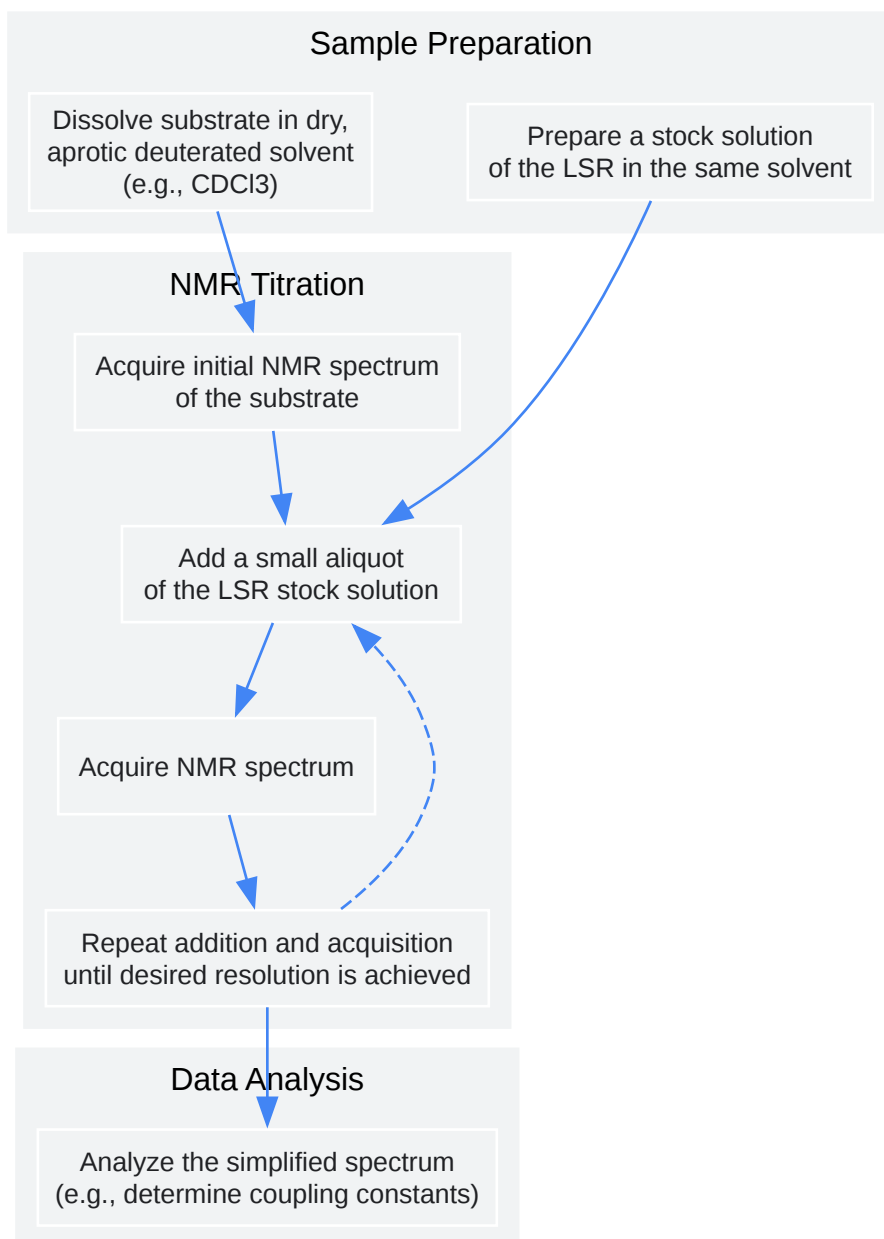 Sample Preparation
Dissolve substrate in dry,
aprotic deuterated solvent
(e.g., CDCl3)
Prepare a stock solution
of the LSR in the same solvent
NMR Titration
Acquire initial NMR spectrum
of the substrate
Add a small aliquot
of the LSR stock solution
Acquire NMR spectrum
Repeat addition and acquisition
until desired resolution is achieved
Data Analysis
Analyze the simplified spectrum
(e.g., determine coupling constants)